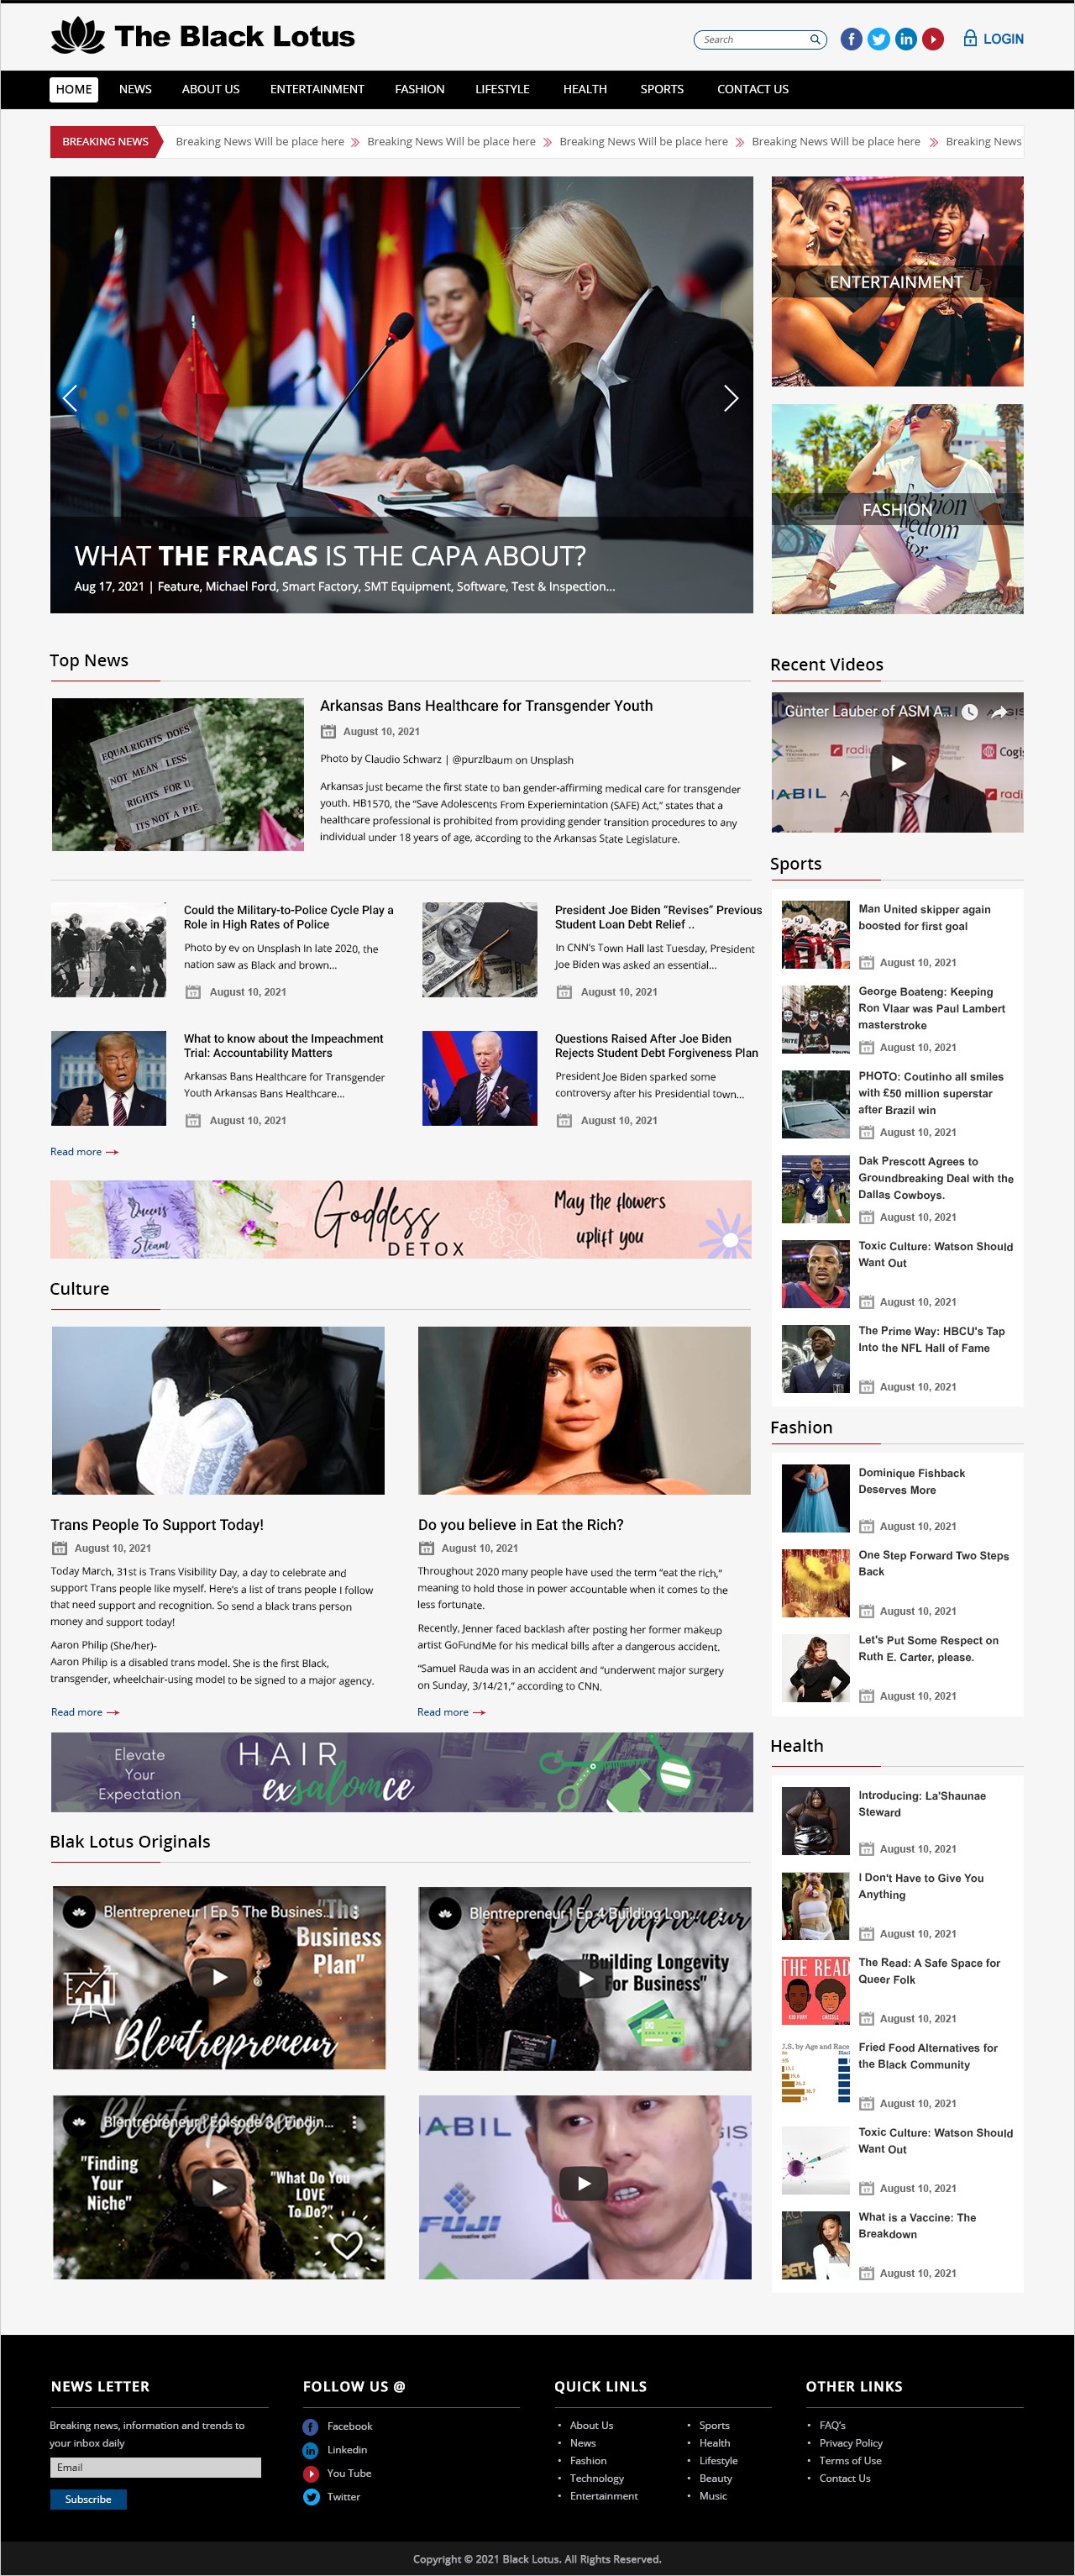 The Black Lotus
Search
LOGIN
HOME NEWS ABOUT US ENTERTAINMENT FASHION LIFESTYLE HEALTH SPORTS CONTACT US
BREAKING NEWS Breaking News Will be place here Breaking News Will be place here Breaking News Will be place here Breaking News Will be place here Breaking News
WHAT THE FRACAS IS THE CAPA ABOUT?
Aug 17, 2021 | Feature, Michael Ford, Smart Factory, SMT Equipment, Software, Test & Inspection...
ENTERTAINMENT
Fashion
FASHION
for
Top News
EQUALRIGHTS DOES
NOT MEAN LESS
RIGHTS FOR U
ITS NOT A PIE
Arkansas Bans Healthcare for Transgender Youth
August 10, 2021
Photo by Claudio Schwarz | @purzlbaum on Unsplash
Arkansas just became the first state to ban gender-affirming medical care for transgender
youth. HB1570, the “Save Adolescents From Experiemintation (SAFE) Act,” states that a
healthcare professional is prohibited from providing gender transition procedures to any
individual under 18 years of age, according to the Arkansas State Legislature.
Could the Military-to-Police Cycle Play a
Role in High Rates of Police
Photo by ev on Unsplash In late 2020, the
nation saw as Black and brown...
August 10, 2021
President Joe Biden “Revises” Previous
Student Loan Debt Relief ..
In CNN’s Town Hall last Tuesday, President
Joe Biden was asked an essential...
August 10, 2021
What to know about the Impeachment
Trial: Accountability Matters
Arkansas Bans Healthcare for Transgender
Youth Arkansas Bans Healthcare...
August 10, 2021
Questions Raised After Joe Biden
Rejects Student Debt Forgiveness Plan
President Joe Biden sparked some
controversy after his Presidential town...
August 10, 2021
Read more
Queens
Steam
Goddess
DETOX
May the flowers
uplift you
Culture
Trans People To Support Today!
August 10, 2021
Today March, 31st is Trans Visibility Day, a day to celebrate and
support Trans people like myself. Here’s a list of trans people I follow
that need support and recognition. So send a black trans person
money and support today!
Aaron Philip (She/her)-
Aaron Philip is a disabled trans model. She is the first Black,
transgender, wheelchair-using model to be signed to a major agency.
Read more
Do you believe in Eat the Rich?
August 10, 2021
Throughout 2020 many people have used the term “eat the rich,”
meaning to hold those in power accountable when it comes to the
less fortunate.
Recently, Jenner faced backlash after posting her former makeup
artist GoFundMe for his medical bills after a dangerous accident.
“Samuel Rauda was in an accident and “underwent major surgery
on Sunday, 3/14/21,” according to CNN.
Read more
Elevate
Your
Expectation
HAIR
exsalonce
Blak Lotus Originals
Blentrepreneur | Ep 5 The Busines...
"The
Business
Plan"
Blentrepreneur
Blentrepreneur | Ep 4 Building Lon...
"Building Longevity
For Business"
Blentrepreneur | Episode 3 | Findin...
"Finding
Your
Niche"
"What Do You
LOVE
To Do?"
ABIL
GIS
FUJI
Recent Videos
Günter Lauber of ASM A...
radi
Cogis
ABIL
radi
Sports
Man United skipper again
boosted for first goal
August 10, 2021
George Boateng: Keeping
Ron Vlaar was Paul Lambert
masterstroke
August 10, 2021
PHOTO: Coutinho all smiles
with £50 million superstar
after Brazil win
August 10, 2021
Dak Prescott Agrees to
Groundbreaking Deal with the
Dallas Cowboys.
August 10, 2021
Toxic Culture: Watson Should
Want Out
August 10, 2021
The Prime Way: HBCU's Tap
Into the NFL Hall of Fame
August 10, 2021
Fashion
Dominique Fishback
Deserves More
August 10, 2021
One Step Forward Two Steps
Back
August 10, 2021
Let's Put Some Respect on
Ruth E. Carter, please.
August 10, 2021
Health
Introducing: La'Shaunae
Steward
August 10, 2021
I Don't Have to Give You
Anything
August 10, 2021
THE READ
The Read: A Safe Space for
Queer Folk
August 10, 2021
J.S. by Age and Race
Fried Food Alternatives for
the Black Community
August 10, 2021
Toxic Culture: Watson Should
Want Out
August 10, 2021
BET
What is a Vaccine: The
Breakdown
August 10, 2021
NEWS LETTER
Breaking news, information and trends to
your inbox daily
Email
Subscribe
FOLLOW US @
Facebook
Linkedin
You Tube
Twitter
QUICK LINLS
• About Us
• News
• Fashion
• Technology
• Entertainment
• Sports
• Health
• Lifestyle
• Beauty
• Music
OTHER LINKS
• FAQ’s
• Privacy Policy
• Terms of Use
• Contact Us
Copyright © 2021 Black Lotus. All Rights Reserved.